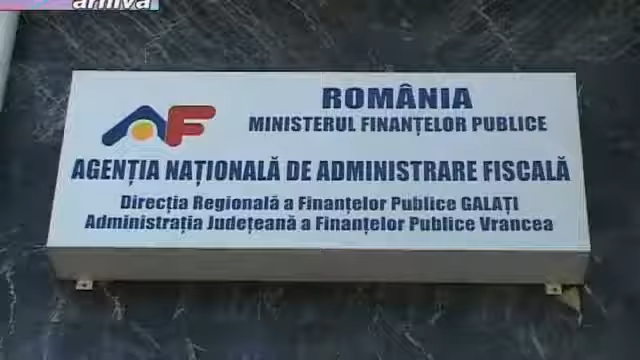 arhiva
ROMÂNIA
MINISTERUL FINANȚELOR PUBLICE
AF
AGENȚIA NAȚIONALĂ DE ADMINISTRARE FISCALĂ
Direcția Regională a Finanțelor Publice GALAȚI
Administrația Județeană a Finanțelor Publice Vrancea